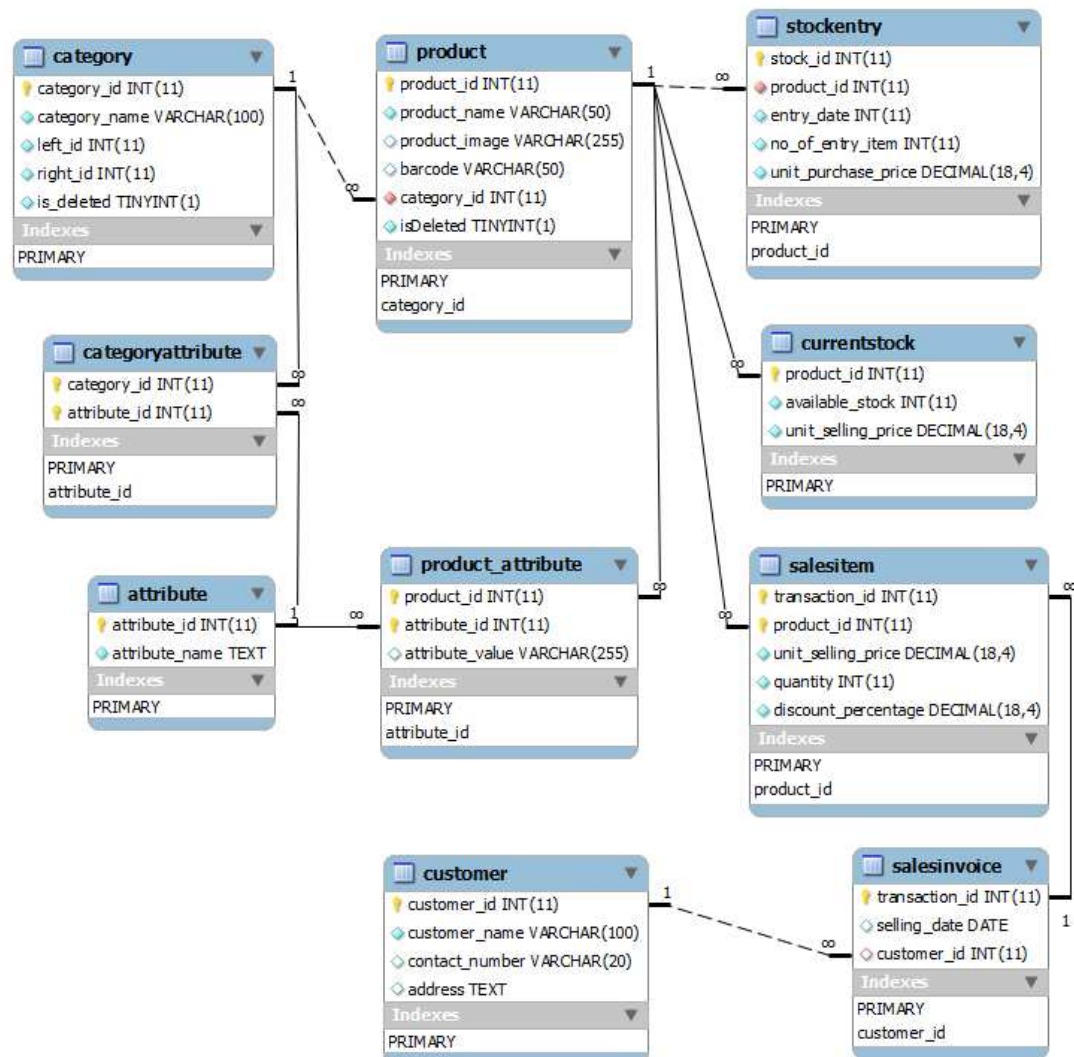 category
category_id INT(11)
category_name VARCHAR(100)
left_id INT(11)
right_id INT(11)
is_deleted TINYINT(1)
Indexes
PRIMARY
1
∞
product
product_id INT(11)
product_name VARCHAR(50)
product_image VARCHAR(255)
barcode VARCHAR(50)
category_id INT(11)
isDeleted TINYINT(1)
Indexes
PRIMARY
category_id
1
∞
stockentry
stock_id INT(11)
product_id INT(11)
entry_date INT(11)
no_of_entry_item INT(11)
unit_purchase_price DECIMAL(18,4)
Indexes
PRIMARY
product_id
categoryattribute
category_id INT(11)
attribute_id INT(11)
Indexes
PRIMARY
attribute_id
∞
∞
∞
currentstock
product_id INT(11)
available_stock INT(11)
unit_selling_price DECIMAL(18,4)
Indexes
PRIMARY
attribute
attribute_id INT(11)
attribute_name TEXT
Indexes
PRIMARY
1
∞
product_attribute
product_id INT(11)
attribute_id INT(11)
attribute_value VARCHAR(255)
Indexes
PRIMARY
attribute_id
∞
∞
salesitem
transaction_id INT(11)
product_id INT(11)
unit_selling_price DECIMAL(18,4)
quantity INT(11)
discount_percentage DECIMAL(18,4)
Indexes
PRIMARY
product_id
∞
customer
customer_id INT(11)
customer_name VARCHAR(100)
contact_number VARCHAR(20)
address TEXT
Indexes
PRIMARY
1
∞
salesinvoice
transaction_id INT(11)
selling_date DATE
customer_id INT(11)
Indexes
PRIMARY
customer_id
1